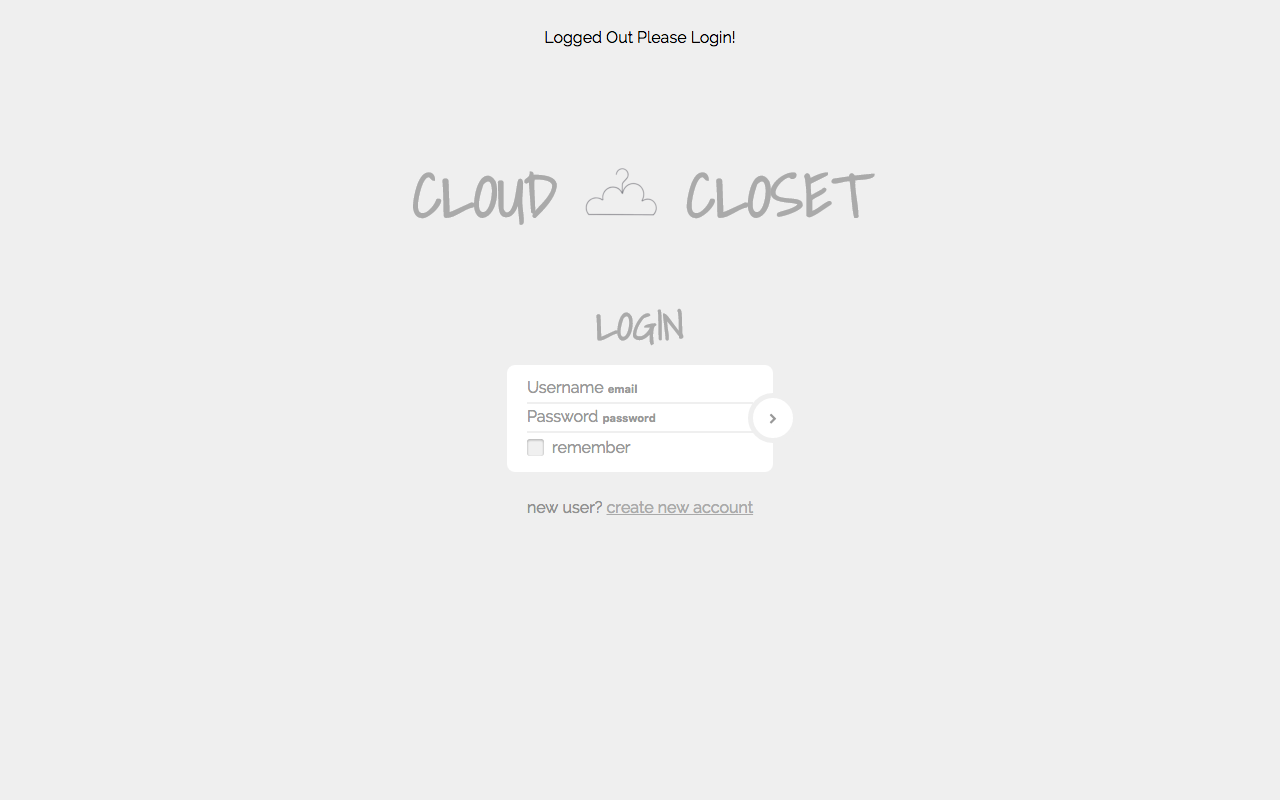 Logged Out Please Login!
CLOUD CLOSET
LOGIN
Username email
Password password
remember
new user? create new account